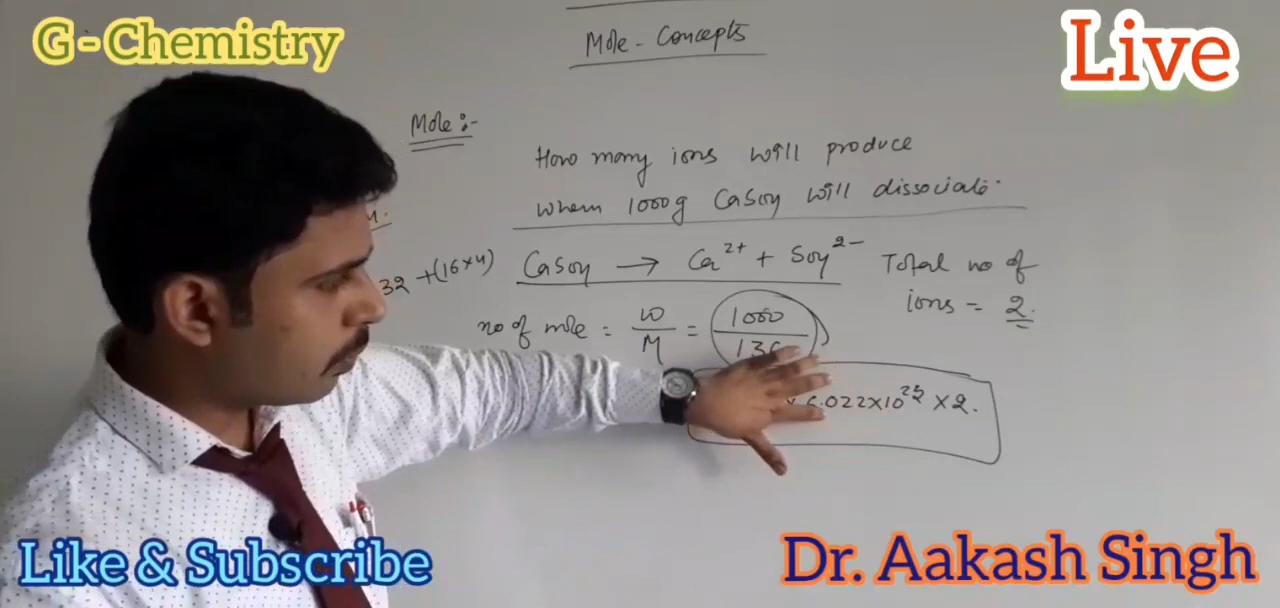 G - Chemistry
Live
Mole - Concepts
Mole :-
How many ions will produce
when 1000g CaSO4 will dissociate.
32 + (16×4)
CaSO4 → Ca2+ + SO4 2−
Total no of
ions = 2.
no of mole = W/M = 1000/136
× 6.022×10^23 × 2.
Like & Subscribe
Dr. Aakash Singh